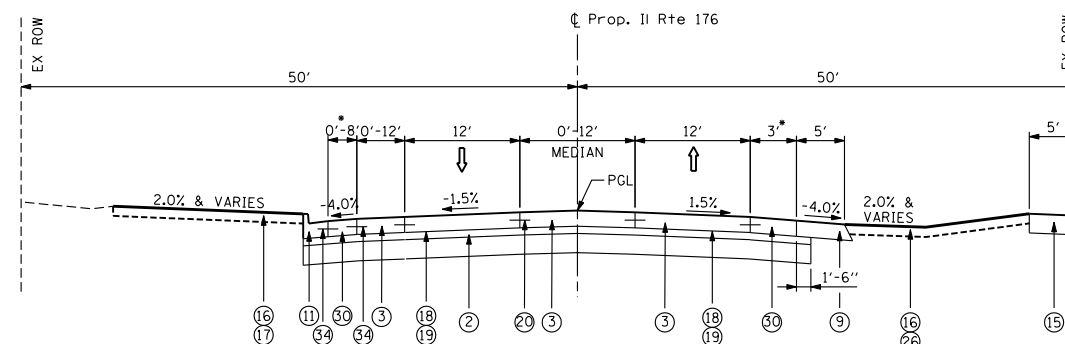 EX ROW
℄ Prop. Il Rte 176
EX ROW
50'
50'
0'-8' * 0'-12' 12' 0'-12' 12' 3'* 5' 5'
MEDIAN
PGL
2.0% & VARIES
-4.0%
-1.5%
1.5%
-4.0%
2.0% &
VARIES
1'-6"
16 11 30 3 18 2 20 3 3 18 30 9 16 15
17 34 34 19 19 26